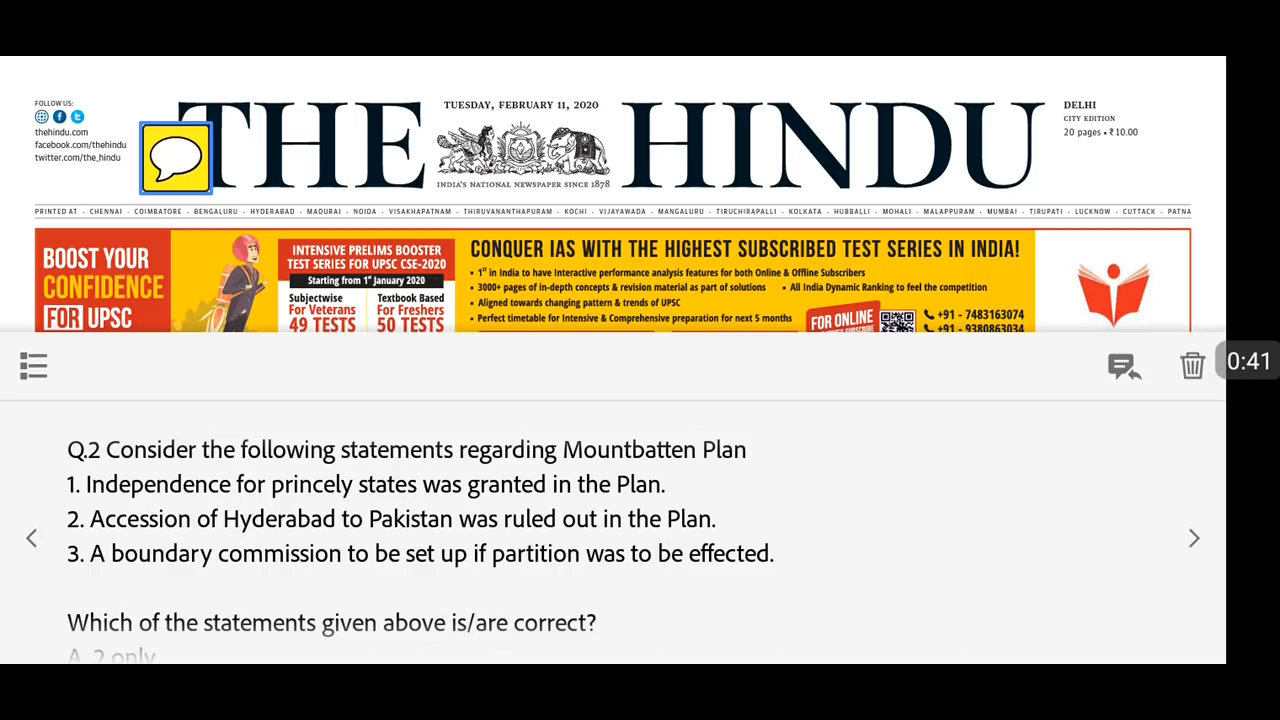 FOLLOW US:
thehindu.com
facebook.com/thehindu
twitter.com/the_hindu
THE HINDU
TUESDAY, FEBRUARY 11, 2020
INDIA'S NATIONAL NEWSPAPER SINCE 1878
DELHI
CITY EDITION
20 pages • ₹10.00
PRINTED AT - CHENNAI - COIMBATORE - BENGALURU - HYDERABAD - MADURAI - NOIDA - VISAKHAPATNAM - THIRUVANANTHAPURAM - KOCHI - VIJAYAWADA - MANGALURU - TIRUCHIRAPALLI - KOLKATA - HUBBALLI - MOHALI - MALAPPURAM - MUMBAI - TIRUPATI - LUCKNOW - CUTTACK - PATNA
BOOST YOUR
CONFIDENCE
FOR UPSC
INTENSIVE PRELIMS BOOSTER
TEST SERIES FOR UPSC CSE-2020
Starting from 1st January 2020
Subjectwise
For Veterans
49 TESTS
Textbook Based
For Freshers
50 TESTS
CONQUER IAS WITH THE HIGHEST SUBSCRIBED TEST SERIES IN INDIA!
▪ 1st in India to have Interactive performance analysis features for both Online & Offline Subscribers
▪ 3000+ pages of in-depth concepts & revision material as part of solutions ▪ All India Dynamic Ranking to feel the competition
▪ Aligned towards changing pattern & trends of UPSC
▪ Perfect timetable for Intensive & Comprehensive preparation for next 5 months
FOR ONLINE
+91 - 7483163074
+91 - 9380863034
0:41
Q.2 Consider the following statements regarding Mountbatten Plan
1. Independence for princely states was granted in the Plan.
2. Accession of Hyderabad to Pakistan was ruled out in the Plan.
3. A boundary commission to be set up if partition was to be effected.
Which of the statements given above is/are correct?
A. 2 only